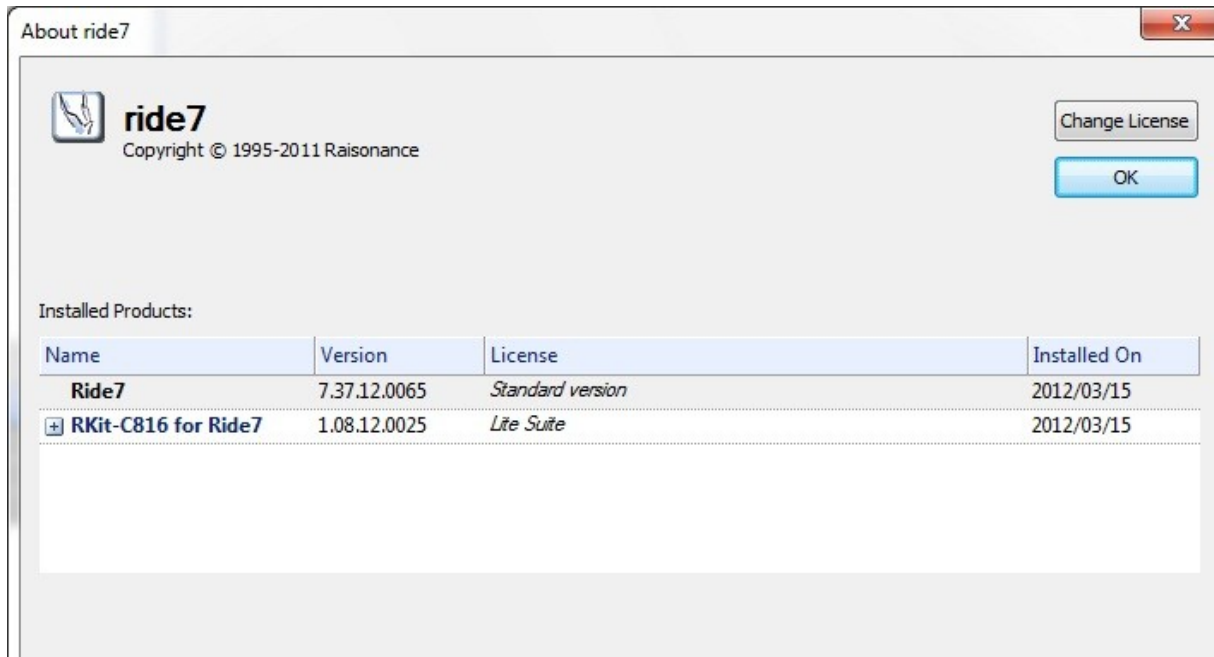 About ride7
ride7
Copyright © 1995-2011 Raisonance
Change License
OK
Installed Products:
Name Version License Installed On
Ride7 7.37.12.0065 Standard version 2012/03/15
RKit-C816 for Ride7 1.08.12.0025 Lite Suite 2012/03/15